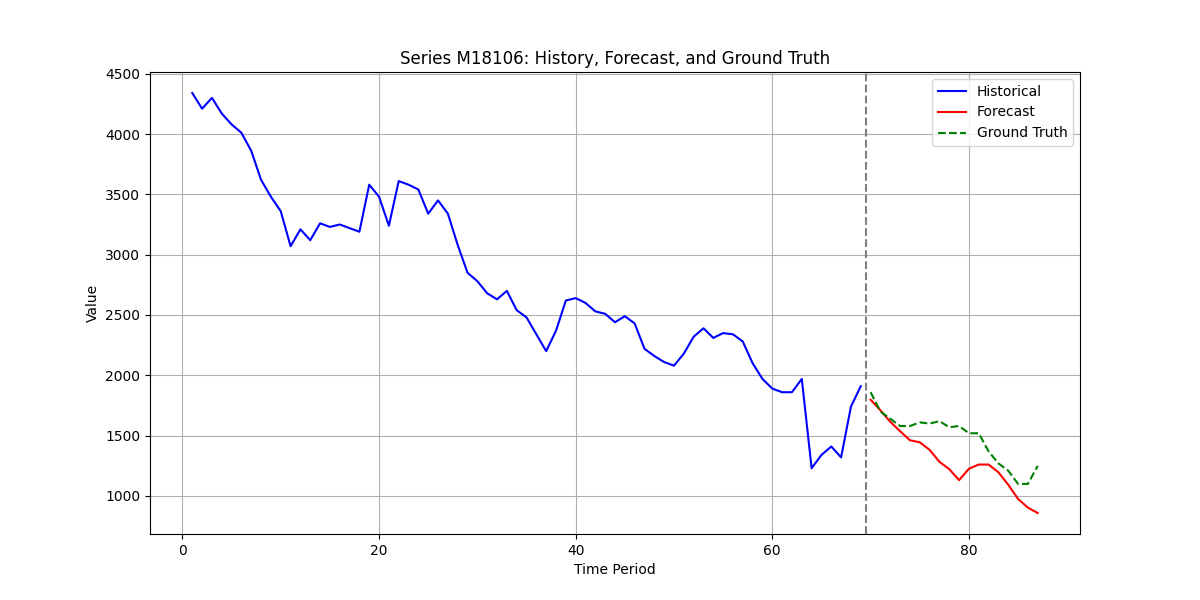 Series M18106: History, Forecast, and Ground Truth
Historical
Forecast
Ground Truth
Value
4500
4000
3500
3000
2500
2000
1500
1000
0 20 40 60 80
Time Period